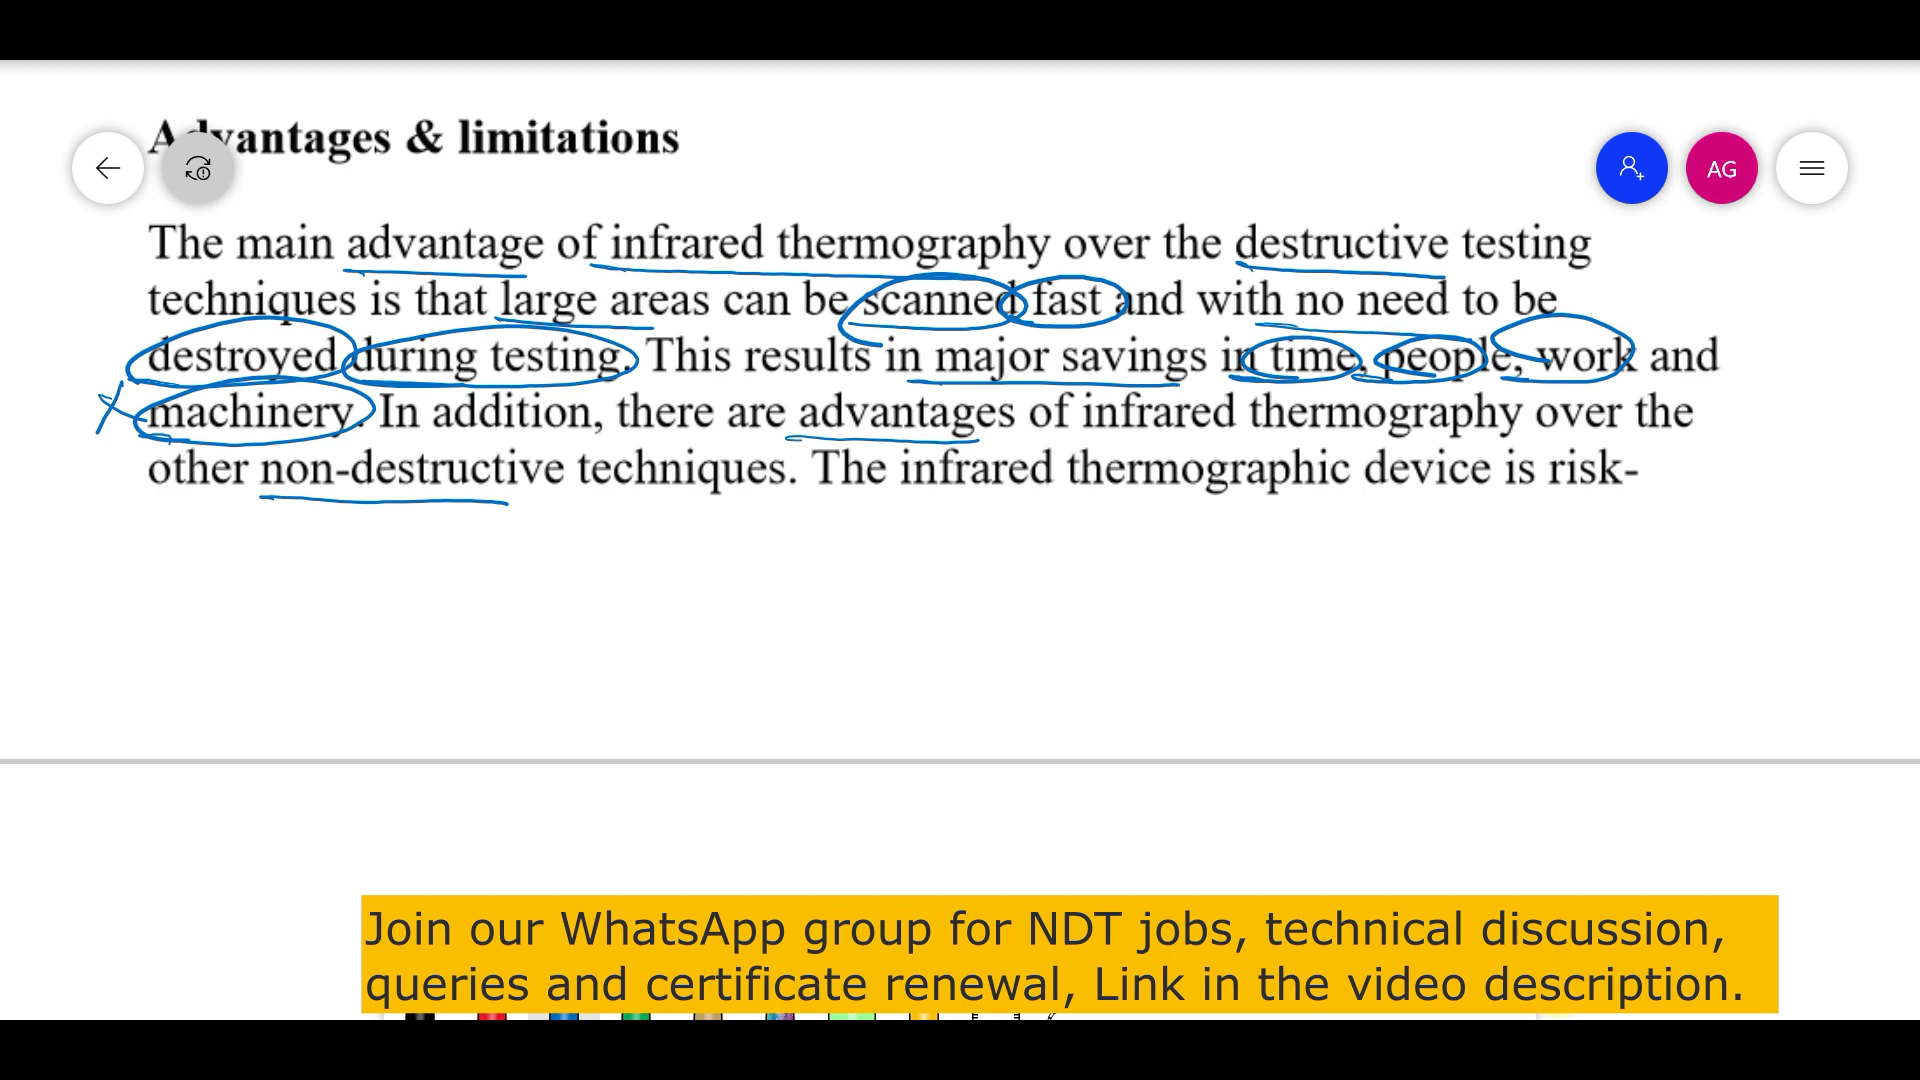 Advantages & limitations
AG
The main advantage of infrared thermography over the destructive testing
techniques is that large areas can be scanned fast and with no need to be
destroyed during testing. This results in major savings in time, people, work and
machinery. In addition, there are advantages of infrared thermography over the
other non-destructive techniques. The infrared thermographic device is risk-
Join our WhatsApp group for NDT jobs, technical discussion,
queries and certificate renewal, Link in the video description.